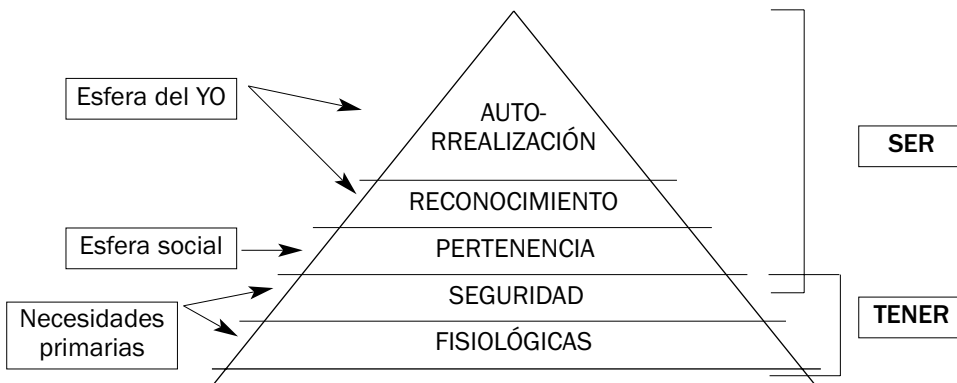 Esfera del YO
AUTO-
RREALIZACIÓN
SER
RECONOCIMIENTO
Esfera social
PERTENENCIA
SEGURIDAD
Necesidades
primarias
TENER
FISIOLÓGICAS